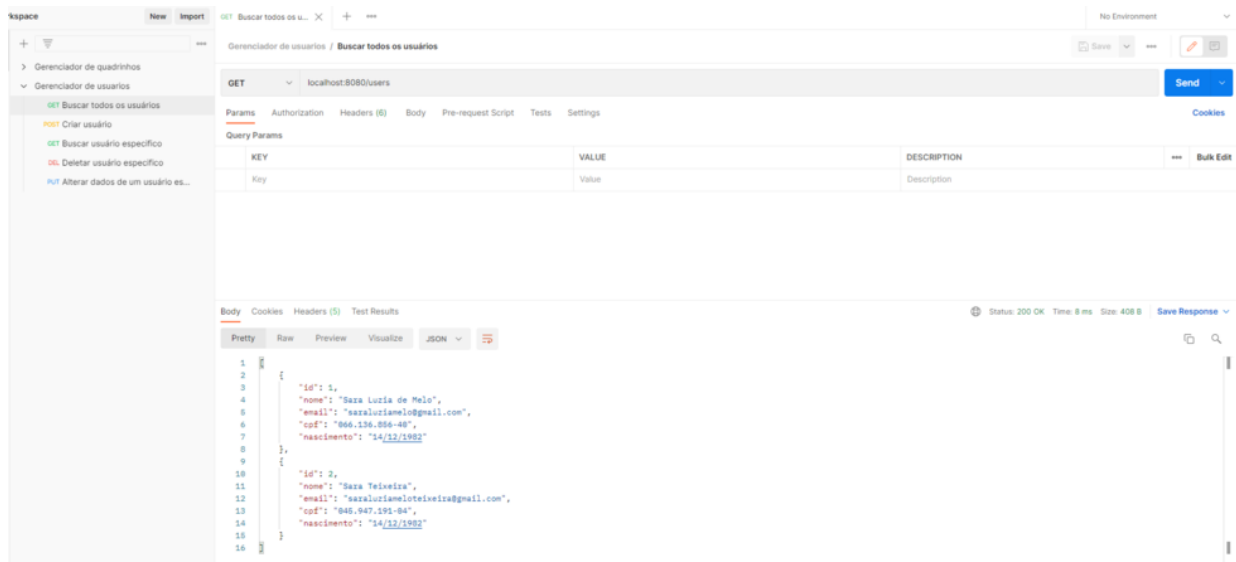 kspace New Import GET Buscar todos os u... No Environment
Gerenciador de usuarios / Buscar todos os usuários Save
Gerenciador de quadrinhos
Gerenciador de usuarios
GET localhost:8080/users Send
GET Buscar todos os usuários
POST Criar usuário
GET Buscar usuário específico
DEL Deletar usuário específico
PUT Alterar dados de um usuário es...
Params Authorization Headers (6) Body Pre-request Script Tests Settings Cookies
Query Params
KEY VALUE DESCRIPTION Bulk Edit
Key Value Description
Body Cookies Headers (5) Test Results Status: 200 OK Time: 8 ms Size: 408 B Save Response
Pretty Raw Preview Visualize JSON
1 [
2 {
3 "id": 1,
4 "nome": "Sara Luzia de Melo",
5 "email": "saraluziamelo@gmail.com",
6 "cpf": "066.136.856-48",
7 "nascimento": "14/12/1982"
8 },
9 {
10 "id": 2,
11 "nome": "Sara Teixeira",
12 "email": "saraluziameloteixeira@gmail.com",
13 "cpf": "045.947.191-04",
14 "nascimento": "14/12/1982"
15 }
16 ]